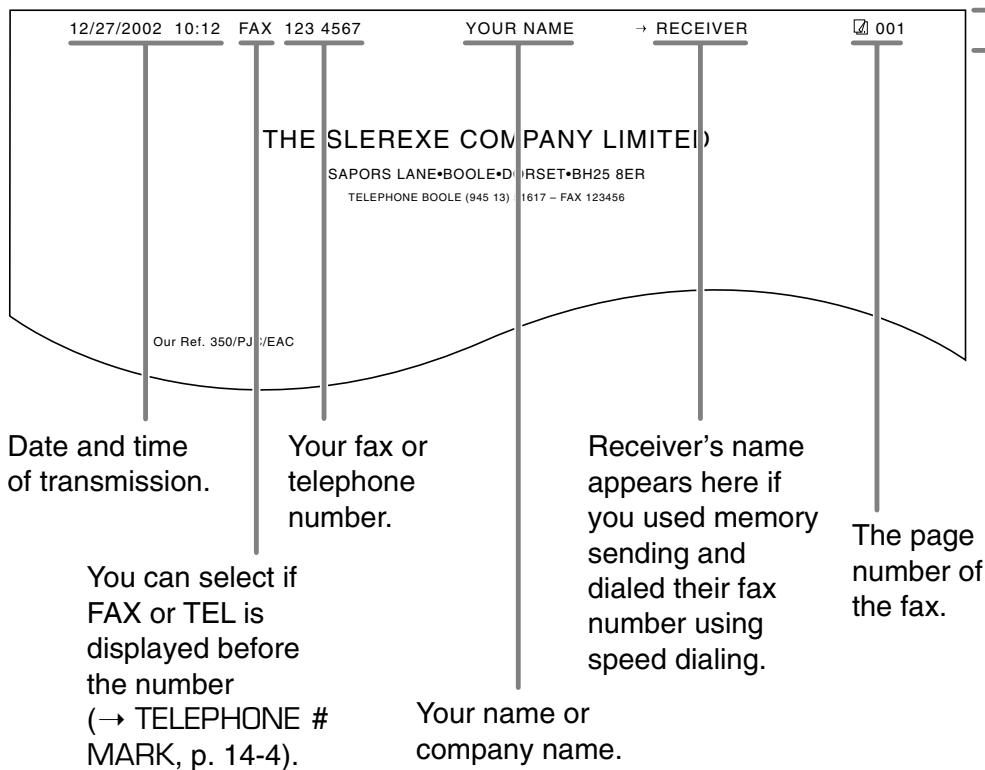 12/27/2002 10:12 FAX 123 4567 YOUR NAME → RECEIVER 001
THE SLEREXE COMPANY LIMITED
SAPORS LANE•BOOLE•DORSET•BH25 8ER
TELEPHONE BOOLE (945 13) 51617 – FAX 123456
Our Ref. 350/PJC/EAC
Date and time
of transmission.
You can select if
FAX or TEL is
displayed before
the number
(→ TELEPHONE #
MARK, p. 14-4).
Your fax or
telephone
number.
Your name or
company name.
Receiver's name
appears here if
you used memory
sending and
dialed their fax
number using
speed dialing.
The page
number of
the fax.